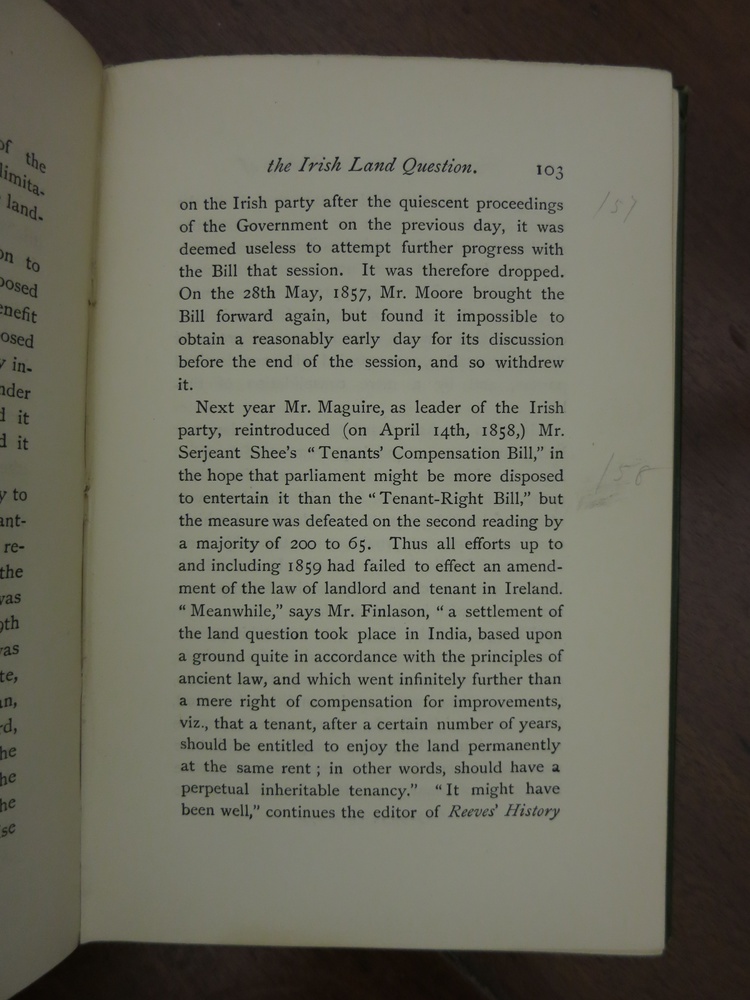 of the
limita-
land-
on to
posed
enefit
osed
y in-
nder
d it
d it
y to
ant-
re-
the
was
9th
vas
te,
an,
rd,
he
he
he
se
the Irish Land Question. 103
on the Irish party after the quiescent proceedings
of the Government on the previous day, it was
deemed useless to attempt further progress with
the Bill that session. It was therefore dropped.
On the 28th May, 1857, Mr. Moore brought the
Bill forward again, but found it impossible to
obtain a reasonably early day for its discussion
before the end of the session, and so withdrew
it.
Next year Mr. Maguire, as leader of the Irish
party, reintroduced (on April 14th, 1858,) Mr.
Serjeant Shee's “Tenants' Compensation Bill,” in
the hope that parliament might be more disposed
to entertain it than the “Tenant-Right Bill,” but
the measure was defeated on the second reading by
a majority of 200 to 65. Thus all efforts up to
and including 1859 had failed to effect an amend-
ment of the law of landlord and tenant in Ireland.
“Meanwhile,” says Mr. Finlason, “a settlement of
the land question took place in India, based upon
a ground quite in accordance with the principles of
ancient law, and which went infinitely further than
a mere right of compensation for improvements,
viz., that a tenant, after a certain number of years,
should be entitled to enjoy the land permanently
at the same rent; in other words, should have a
perpetual inheritable tenancy.” “It might have
been well,” continues the editor of Reeves' History
157
158